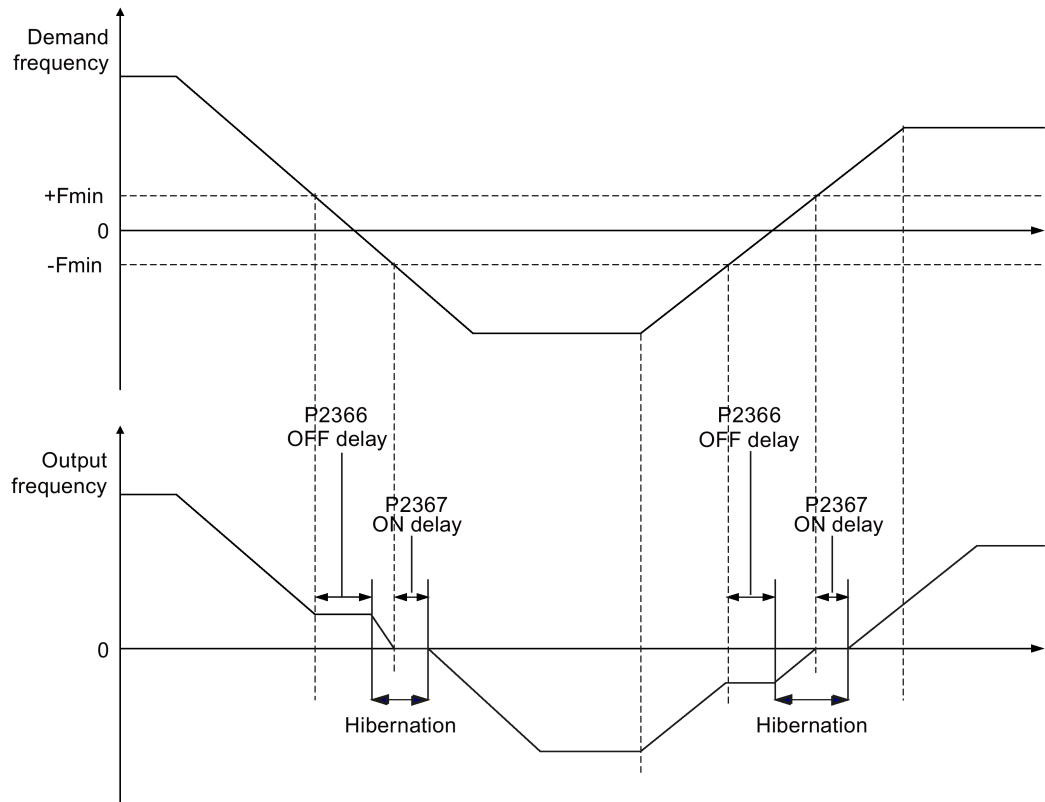 Demand
frequency
+Fmin
0
-Fmin
P2366
OFF delay
P2366
OFF delay
Output
frequency
P2367
ON delay
P2367
ON delay
0
Hibernation
Hibernation